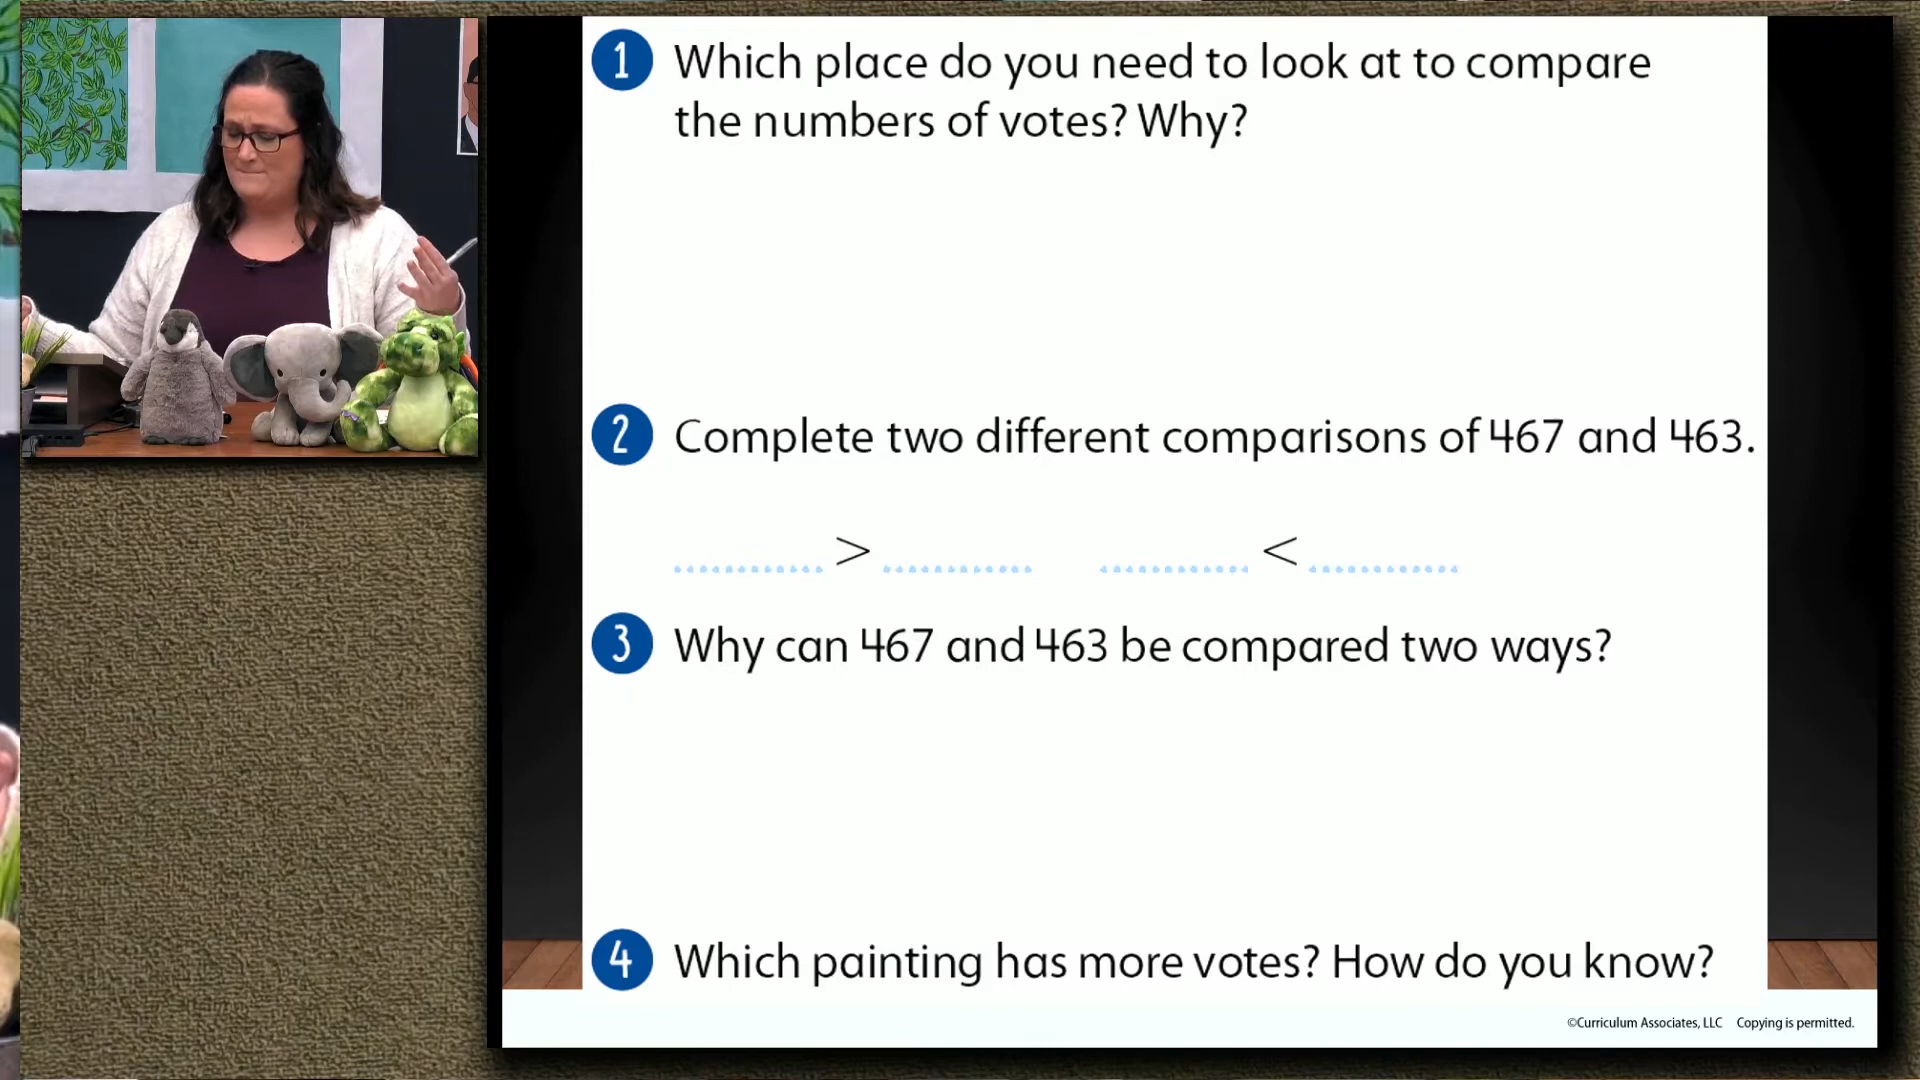 1 Which place do you need to look at to compare
the numbers of votes? Why?
2 Complete two different comparisons of 467 and 463.
........... > ........... ........... < ...........
3 Why can 467 and 463 be compared two ways?
4 Which painting has more votes? How do you know?
©Curriculum Associates, LLC Copying is permitted.